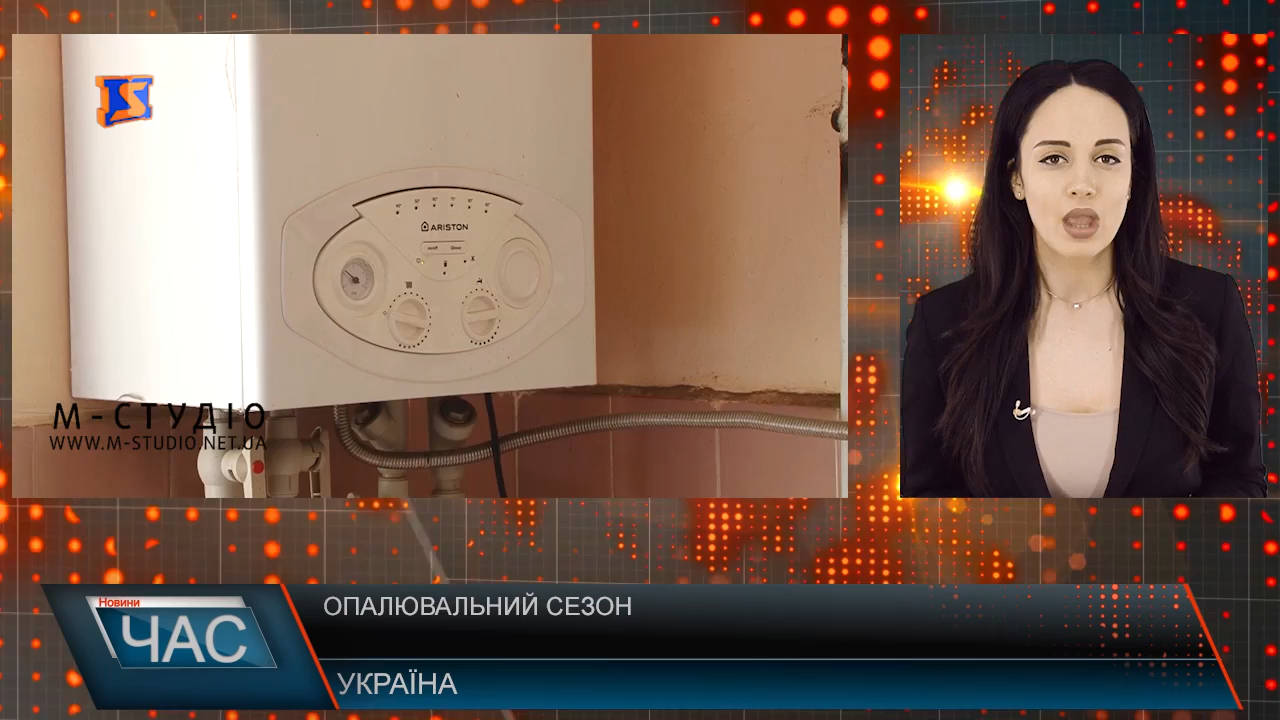 ARISTON
М-СТУДІО
WWW.M-STUDIO.NET.UA
Новини
ЧАС
ОПАЛЮВАЛЬНИЙ СЕЗОН
УКРАЇНА